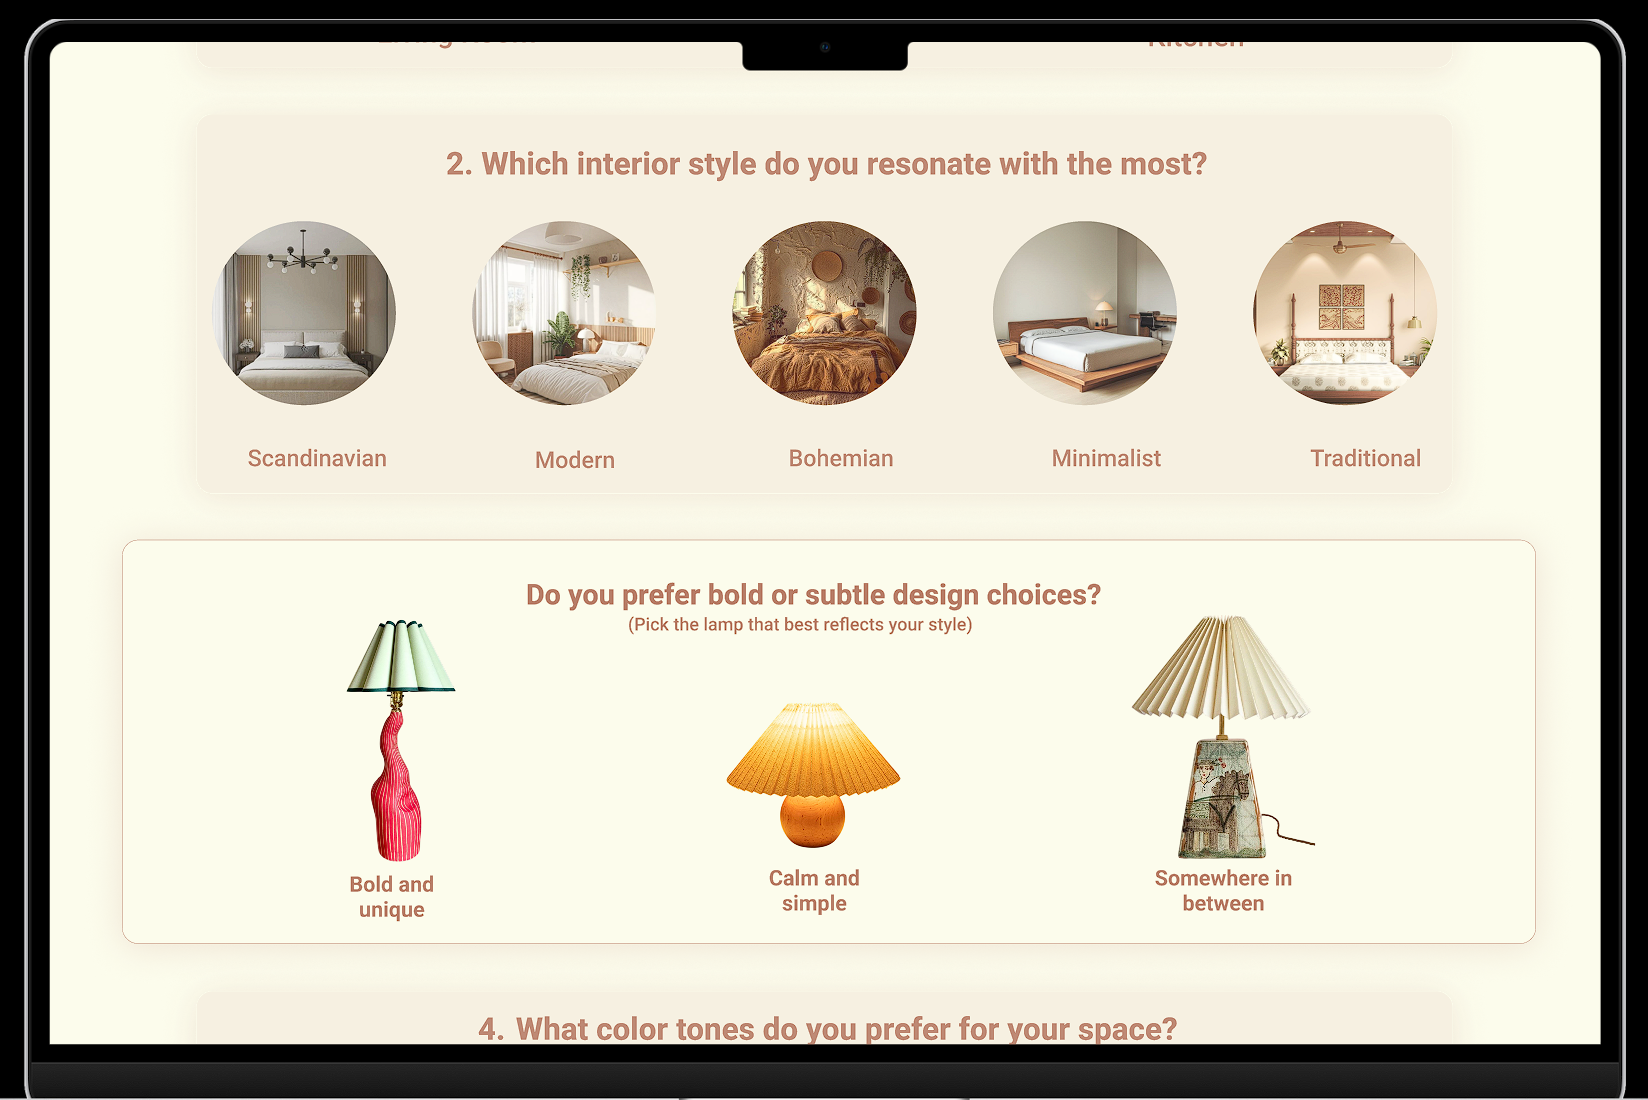 Kitchen
2. Which interior style do you resonate with the most?
Scandinavian
Modern
Bohemian
Minimalist
Traditional
Do you prefer bold or subtle design choices?
(Pick the lamp that best reflects your style)
Bold and
unique
Calm and
simple
Somewhere in
between
4. What color tones do you prefer for your space?